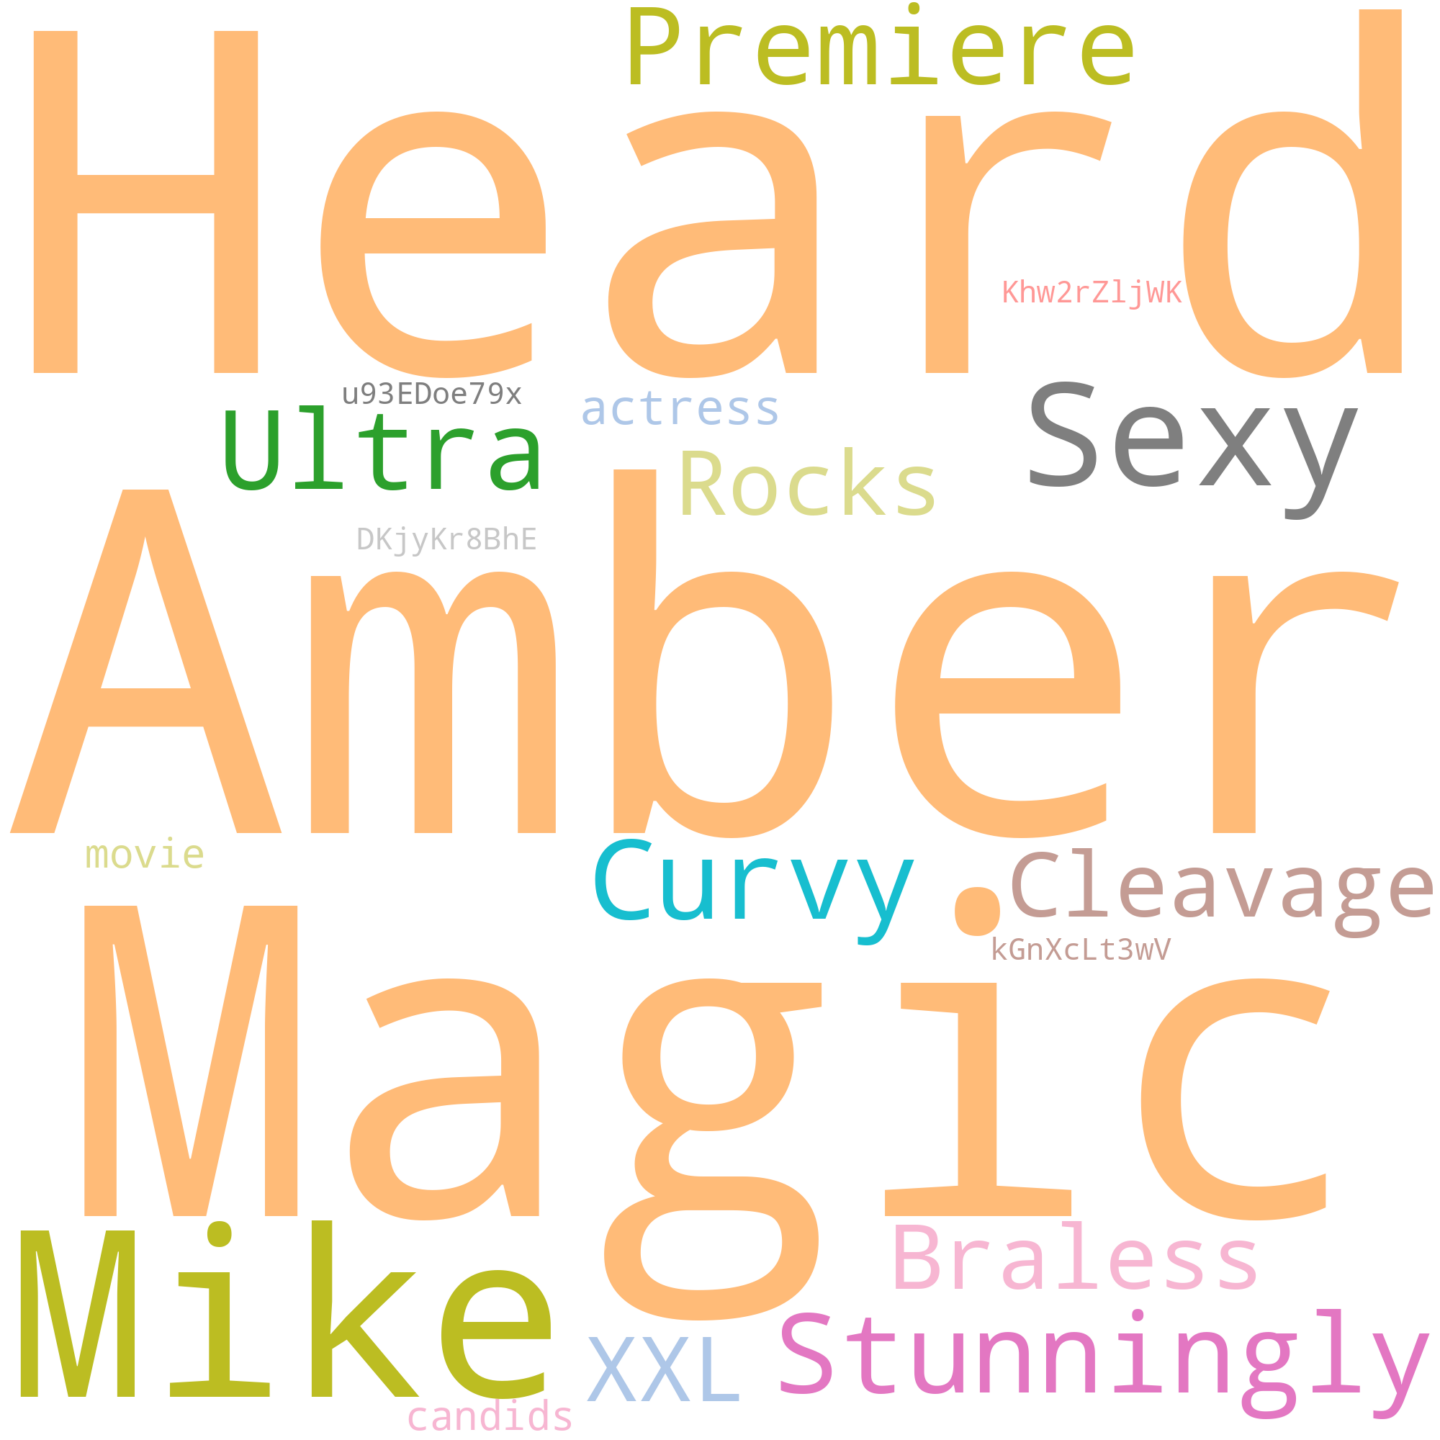 Premiere
Heard
Khw2rZljWK
u93EDoe79x
actress
Sexy
Ultra
Rocks
DKjyKr8BhE
Amber
movie
Curvy
Cleavage
kGnXcLt3wV
Magic
Mike
Braless
Stunningly
XXL
candids